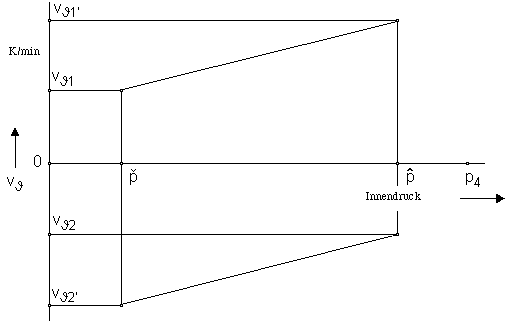 vϑ1'
K/min
vϑ1
0
p̌
p̂
p4
vϑ
Innendruck
vϑ2
vϑ2'